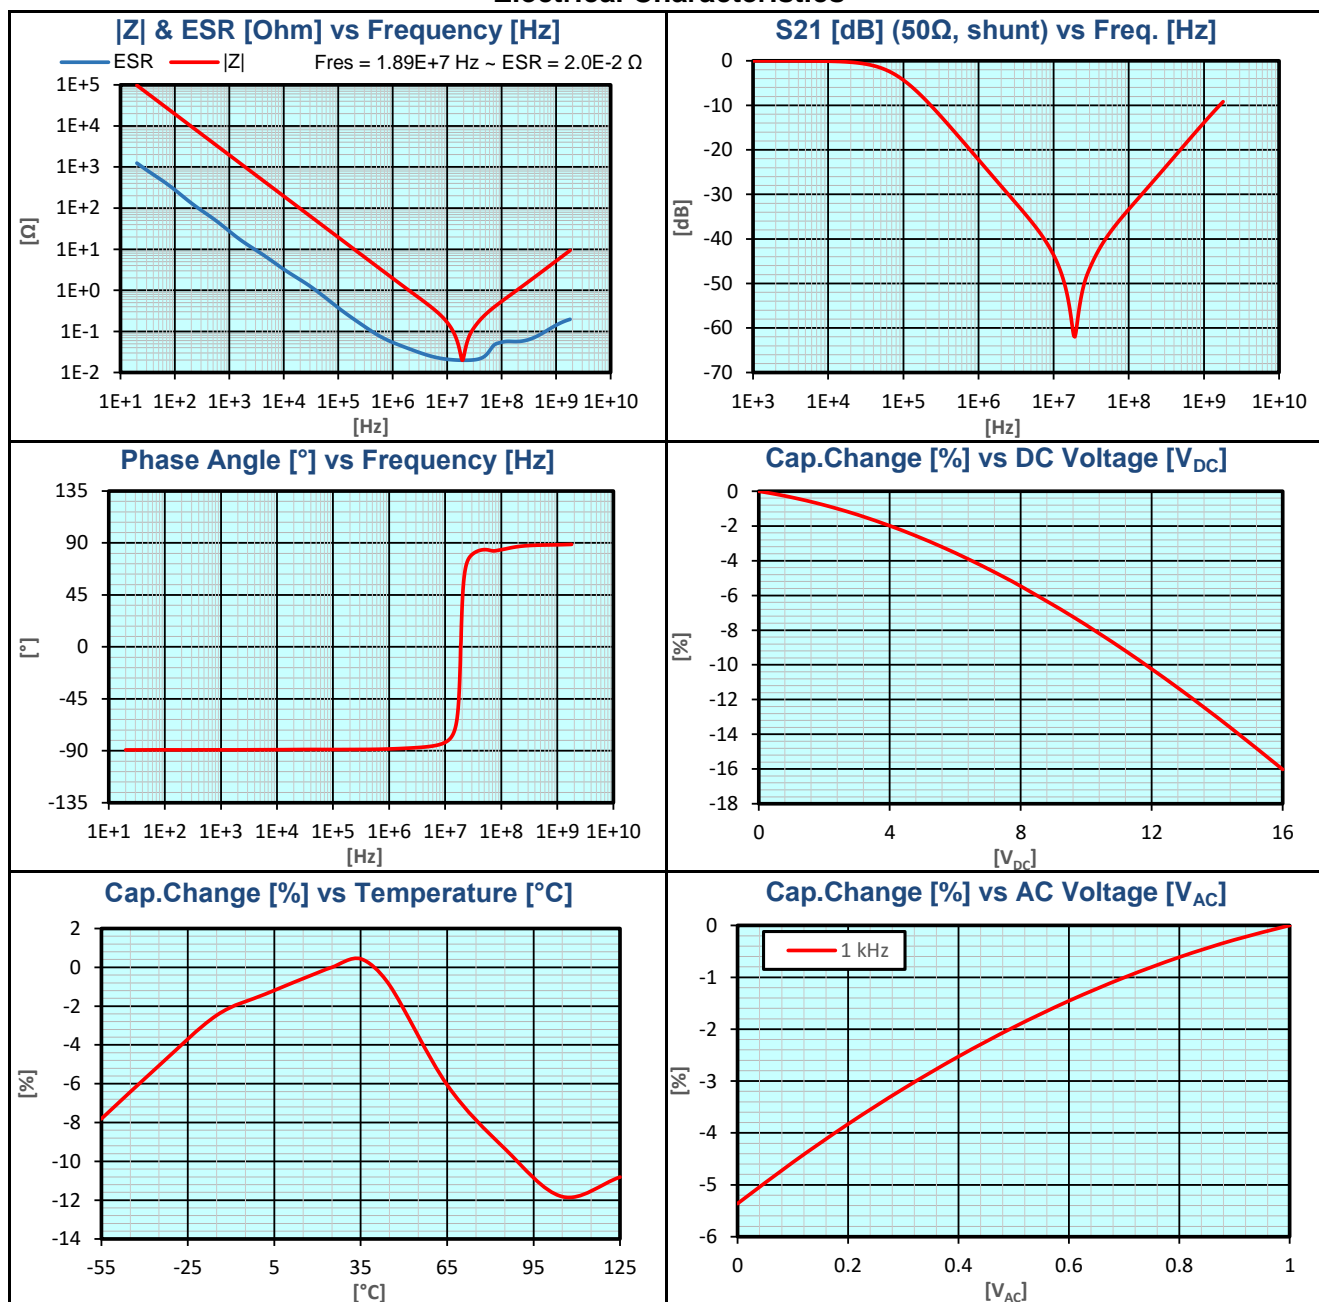 |Z| & ESR [Ohm] vs Frequency [Hz]
ESR |Z| Fres = 1.89E+7 Hz ~ ESR = 2.0E-2 Ω
1E+5
1E+4
1E+3
1E+2
1E+1
1E+0
1E-1
1E-2
[Ω]
1E+1 1E+2 1E+3 1E+4 1E+5 1E+6 1E+7 1E+8 1E+9 1E+10
[Hz]
S21 [dB] (50Ω, shunt) vs Freq. [Hz]
0
-10
-20
-30
-40
-50
-60
-70
[dB]
1E+3 1E+4 1E+5 1E+6 1E+7 1E+8 1E+9 1E+10
[Hz]
Phase Angle [°] vs Frequency [Hz]
135
90
45
0
-45
-90
-135
[°]
1E+1 1E+2 1E+3 1E+4 1E+5 1E+6 1E+7 1E+8 1E+9 1E+10
[Hz]
Cap.Change [%] vs DC Voltage [VDC]
0
-2
-4
-6
-8
-10
-12
-14
-16
-18
[%]
0 4 8 12 16
[VDC]
Cap.Change [%] vs Temperature [°C]
2
0
-2
-4
-6
-8
-10
-12
-14
[%]
-55 -25 5 35 65 95 125
[°C]
Cap.Change [%] vs AC Voltage [VAC]
1 kHz
0
-1
-2
-3
-4
-5
-6
[%]
0 0.2 0.4 0.6 0.8 1
[VAC]